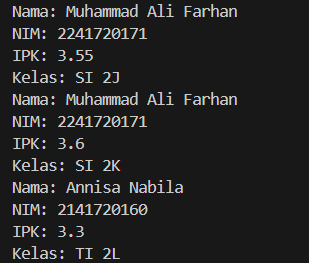 Nama: Muhammad Ali Farhan
NIM: 2241720171
IPK: 3.55
Kelas: SI 2J
Nama: Muhammad Ali Farhan
NIM: 2241720171
IPK: 3.6
Kelas: SI 2K
Nama: Annisa Nabila
NIM: 2141720160
IPK: 3.3
Kelas: TI 2L